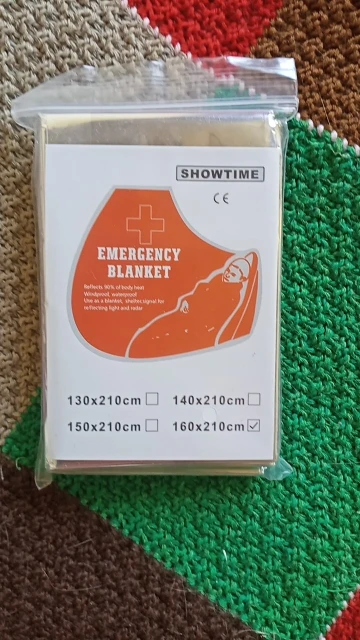 SHOWTIME
CE
EMERGENCY
BLANKET
Reflects 90% of body heat
Windproof, waterproof
Use as a blanket, shelter, signal for
reflecting light and radar
130x210cm
140x210cm
150x210cm
160x210cm